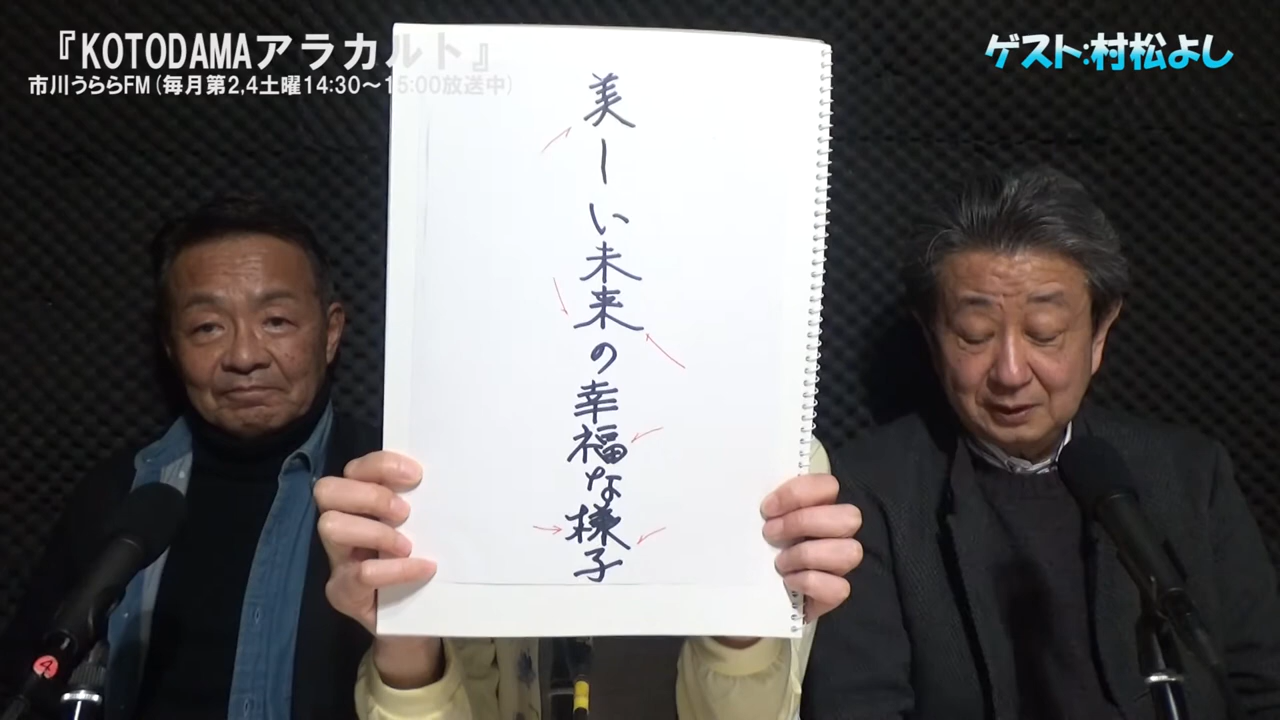 『KOTODAMAアラカルト』
市川うららFM(毎月第2,4土曜14:30～15:00放送中)
ゲスト:村松よし
美しい未来の幸福な様子
4